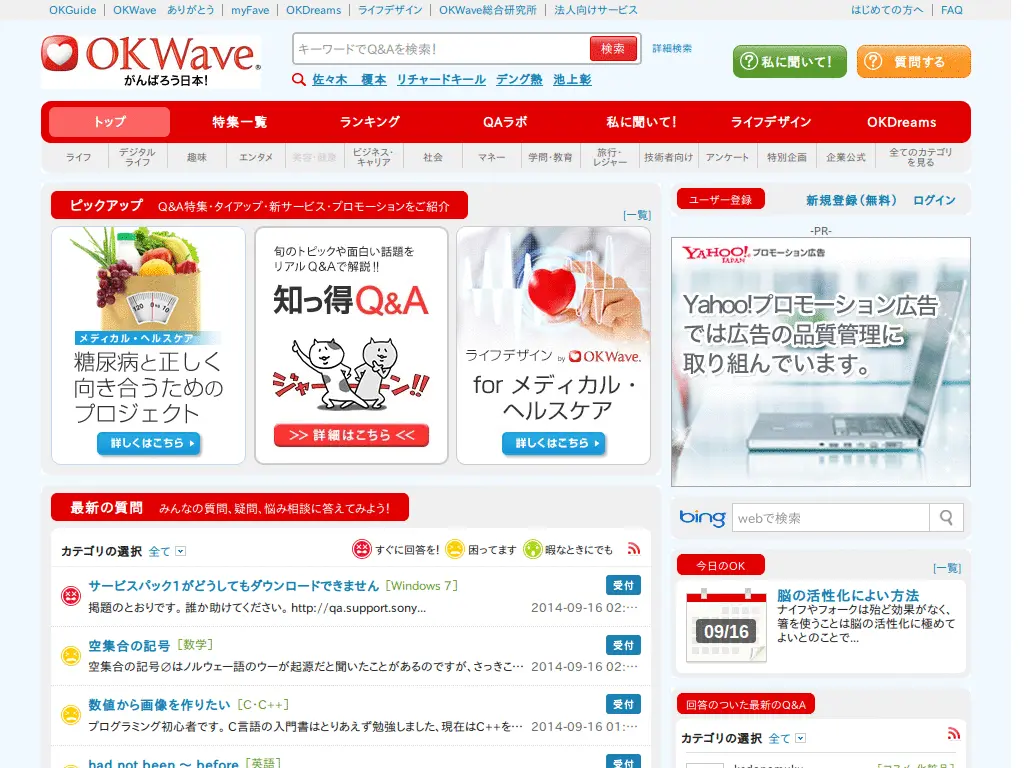 OKGuide OKWave ありがとう myFave OKDreams ライフデザイン OKWave総合研究所 法人向けサービス はじめての方へ FAQ
OKWave.
がんばろう日本!
キーワードでQ&Aを検索! 検索 詳細検索
佐々木 榎本 リチャードキール デング熱 池上彰
私に聞いて! 質問する
トップ 特集一覧 ランキング QAラボ 私に聞いて! ライフデザイン OKDreams
ライフ デジタルライフ 趣味 エンタメ 美容・健康 ビジネス・キャリア 社会 マネー 学問・教育 旅行・レジャー 技術者向け アンケート 特別企画 企業公式 全てのカテゴリを見る
ピックアップ Q&A特集・タイアップ・新サービス・プロモーションをご紹介
[一覧]
メディカル・ヘルスケア
糖尿病と正しく
向き合うための
プロジェクト
詳しくはこちら
旬のトピックや面白い話題を
リアルQ&Aで解説!!
知っ得Q&A
ジャーーン!!
>> 詳細はこちら <<
ライフデザイン by OKWave.
for メディカル・
ヘルスケア
詳しくはこちら
ユーザー登録 新規登録(無料) ログイン
-PR-
YAHOO! JAPAN プロモーション広告
Yahoo!プロモーション広告
では広告の品質管理に
取り組んでいます。
bing webで検索
今日のOK [一覧]
09/16
脳の活性化によい方法
ナイフやフォークは殆ど効果がなく、
箸を使うことは脳の活性化に極めて
よいとのことで...
回答のついた最新のQ&A
カテゴリの選択 全て
最新の質問 みんなの質問、疑問、悩み相談に答えてみよう!
カテゴリの選択 全て すぐに回答を! 困ってます 暇なときにでも
サービスパック1がどうしてもダウンロードできません [Windows 7] 受付
掲題のとおりです。誰か助けてください。http://qa.support.sony... 2014-09-16 02:…
空集合の記号 [数学] 受付
空集合の記号∅はノルウェー語のウーが起源だと聞いたことがあるのですが、さっきこ… 2014-09-16 02:…
数値から画像を作りたい [C・C++] 受付
プログラミング初心者です。C言語の入門書はとりあえず勉強しました、現在はC++を… 2014-09-16 01:…
had not been ～ before [英語] 受付